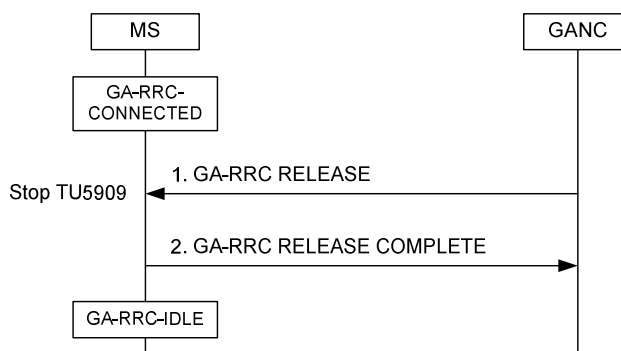 MS
GANC
GA-RRC-
CONNECTED
1. GA-RRC RELEASE
Stop TU5909
2. GA-RRC RELEASE COMPLETE
GA-RRC-IDLE